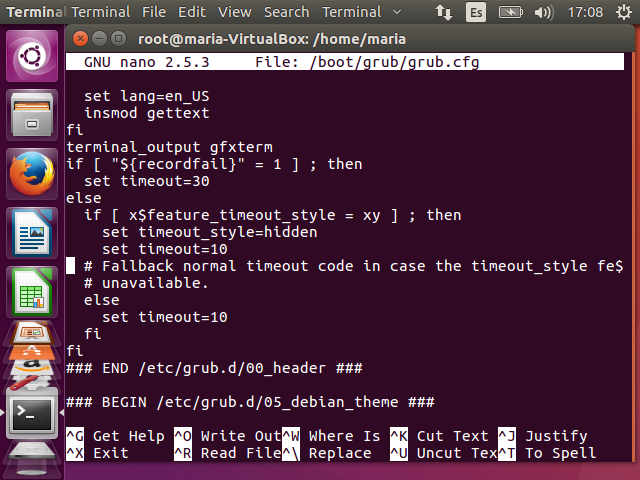 Terminal Terminal File Edit View Search Terminal Es 17:08
root@maria-VirtualBox: /home/maria
GNU nano 2.5.3 File: /boot/grub/grub.cfg
set lang=en_US
insmod gettext
fi
terminal_output gfxterm
if [ "${recordfail}" = 1 ] ; then
set timeout=30
else
if [ x$feature_timeout_style = xy ] ; then
set timeout_style=hidden
set timeout=10
# Fallback normal timeout code in case the timeout_style fe$
# unavailable.
else
set timeout=10
fi
fi
### END /etc/grub.d/00_header ###
### BEGIN /etc/grub.d/05_debian_theme ###
^G Get Help ^O Write Out ^W Where Is ^K Cut Text ^J Justify
^X Exit ^R Read File ^\ Replace ^U Uncut Tex ^T To Spell